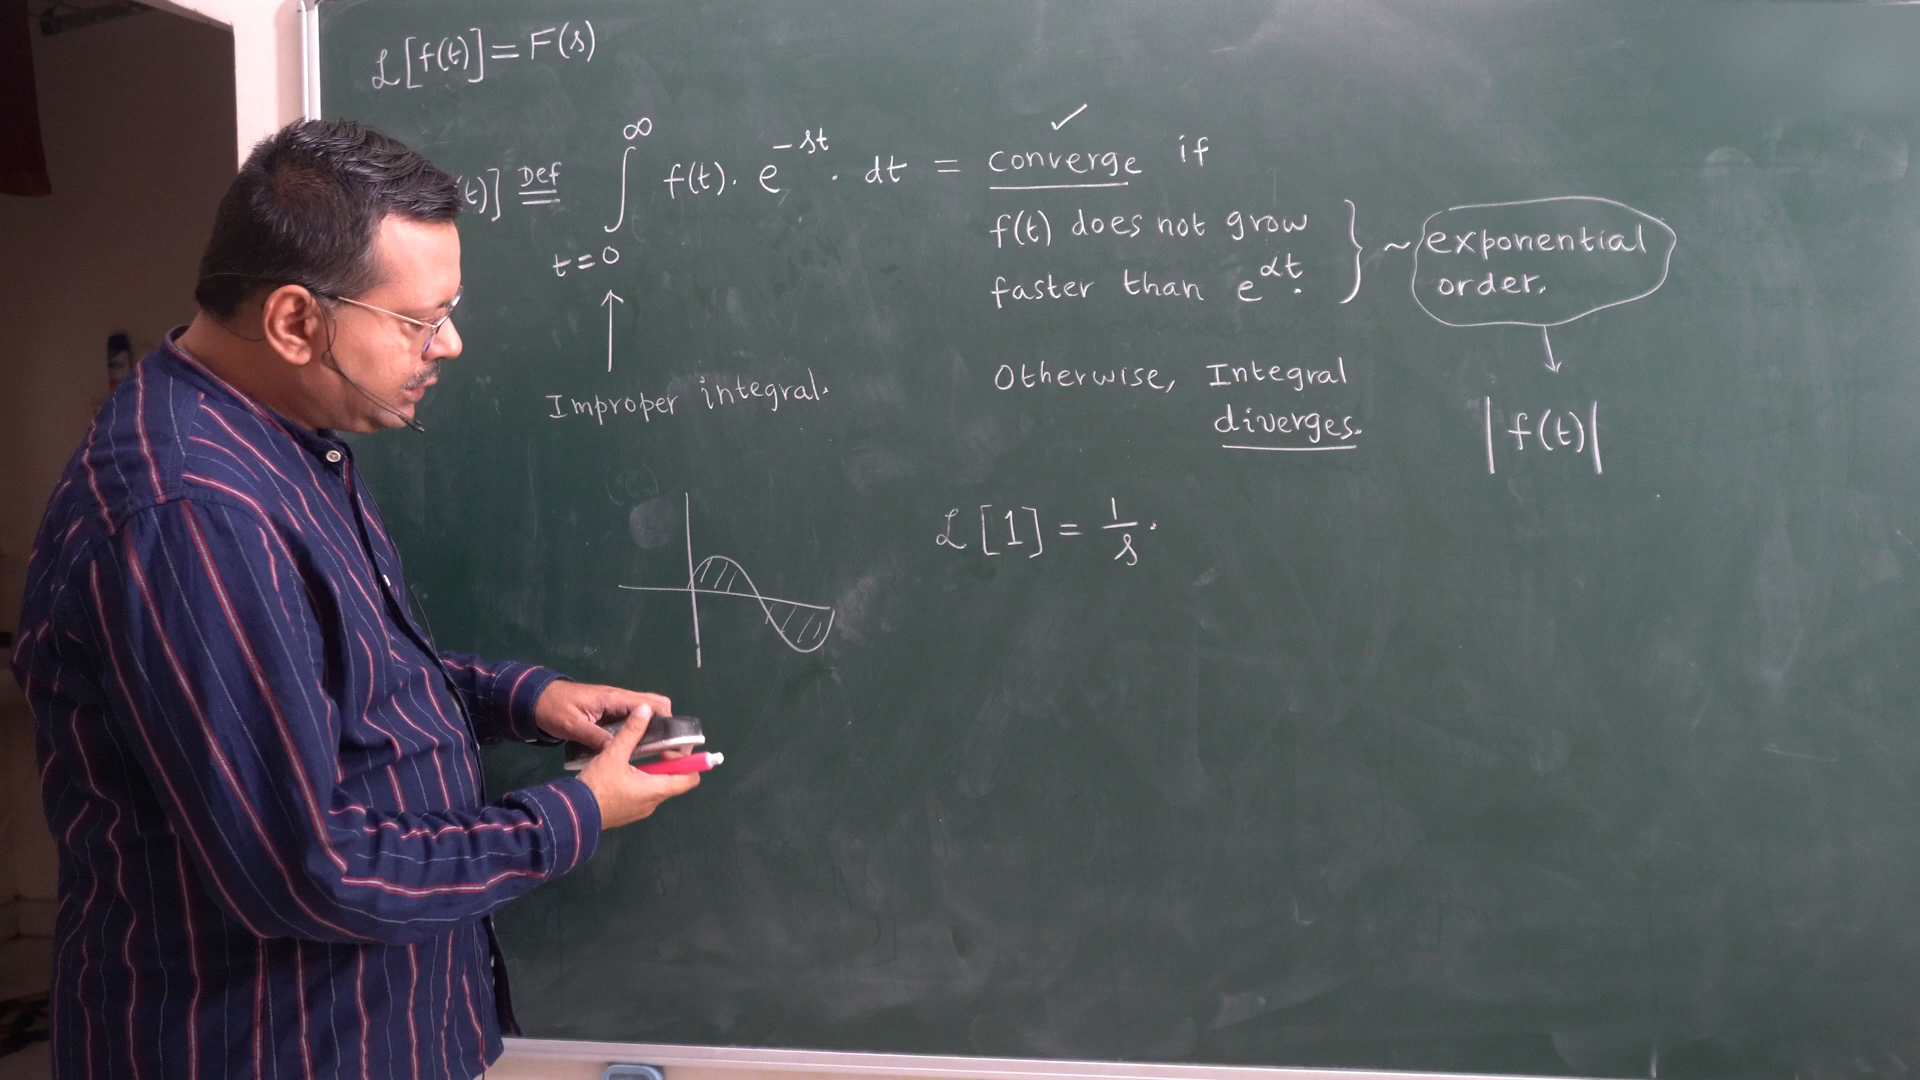 ℒ[f(t)] = F(s)
(t)] Def ∫ t=0 ∞ f(t). e^-st . dt = converge if
f(t) does not grow
faster than e^αt.
~ exponential
order.
Improper integral.
Otherwise, Integral
diverges.
|f(t)|
ℒ[1] = 1/s.